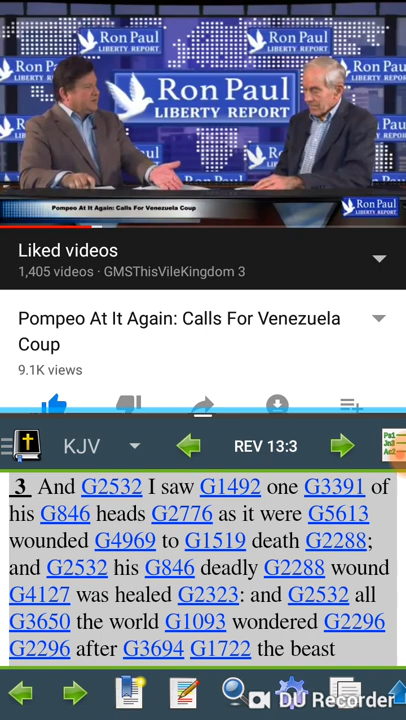 Ron Paul
LIBERTY REPORT
Ron Paul
LIBERTY REPORT
Ron Paul
LIBERTY REPORT
Pompeo At It Again: Calls For Venezuela Coup
Ron Paul
LIBERTY REPORT
Liked videos
1,405 videos · GMSThisVileKingdom 3
Pompeo At It Again: Calls For Venezuela
Coup
9.1K views
KJV
REV 13:3
Ps1
Jn3
Ac2
3 And G2532 I saw G1492 one G3391 of
his G846 heads G2776 as it were G5613
wounded G4969 to G1519 death G2288;
and G2532 his G846 deadly G2288 wound
G4127 was healed G2323: and G2532 all
G3650 the world G1093 wondered G2296
G2296 after G3694 G1722 the beast
DU Recorder